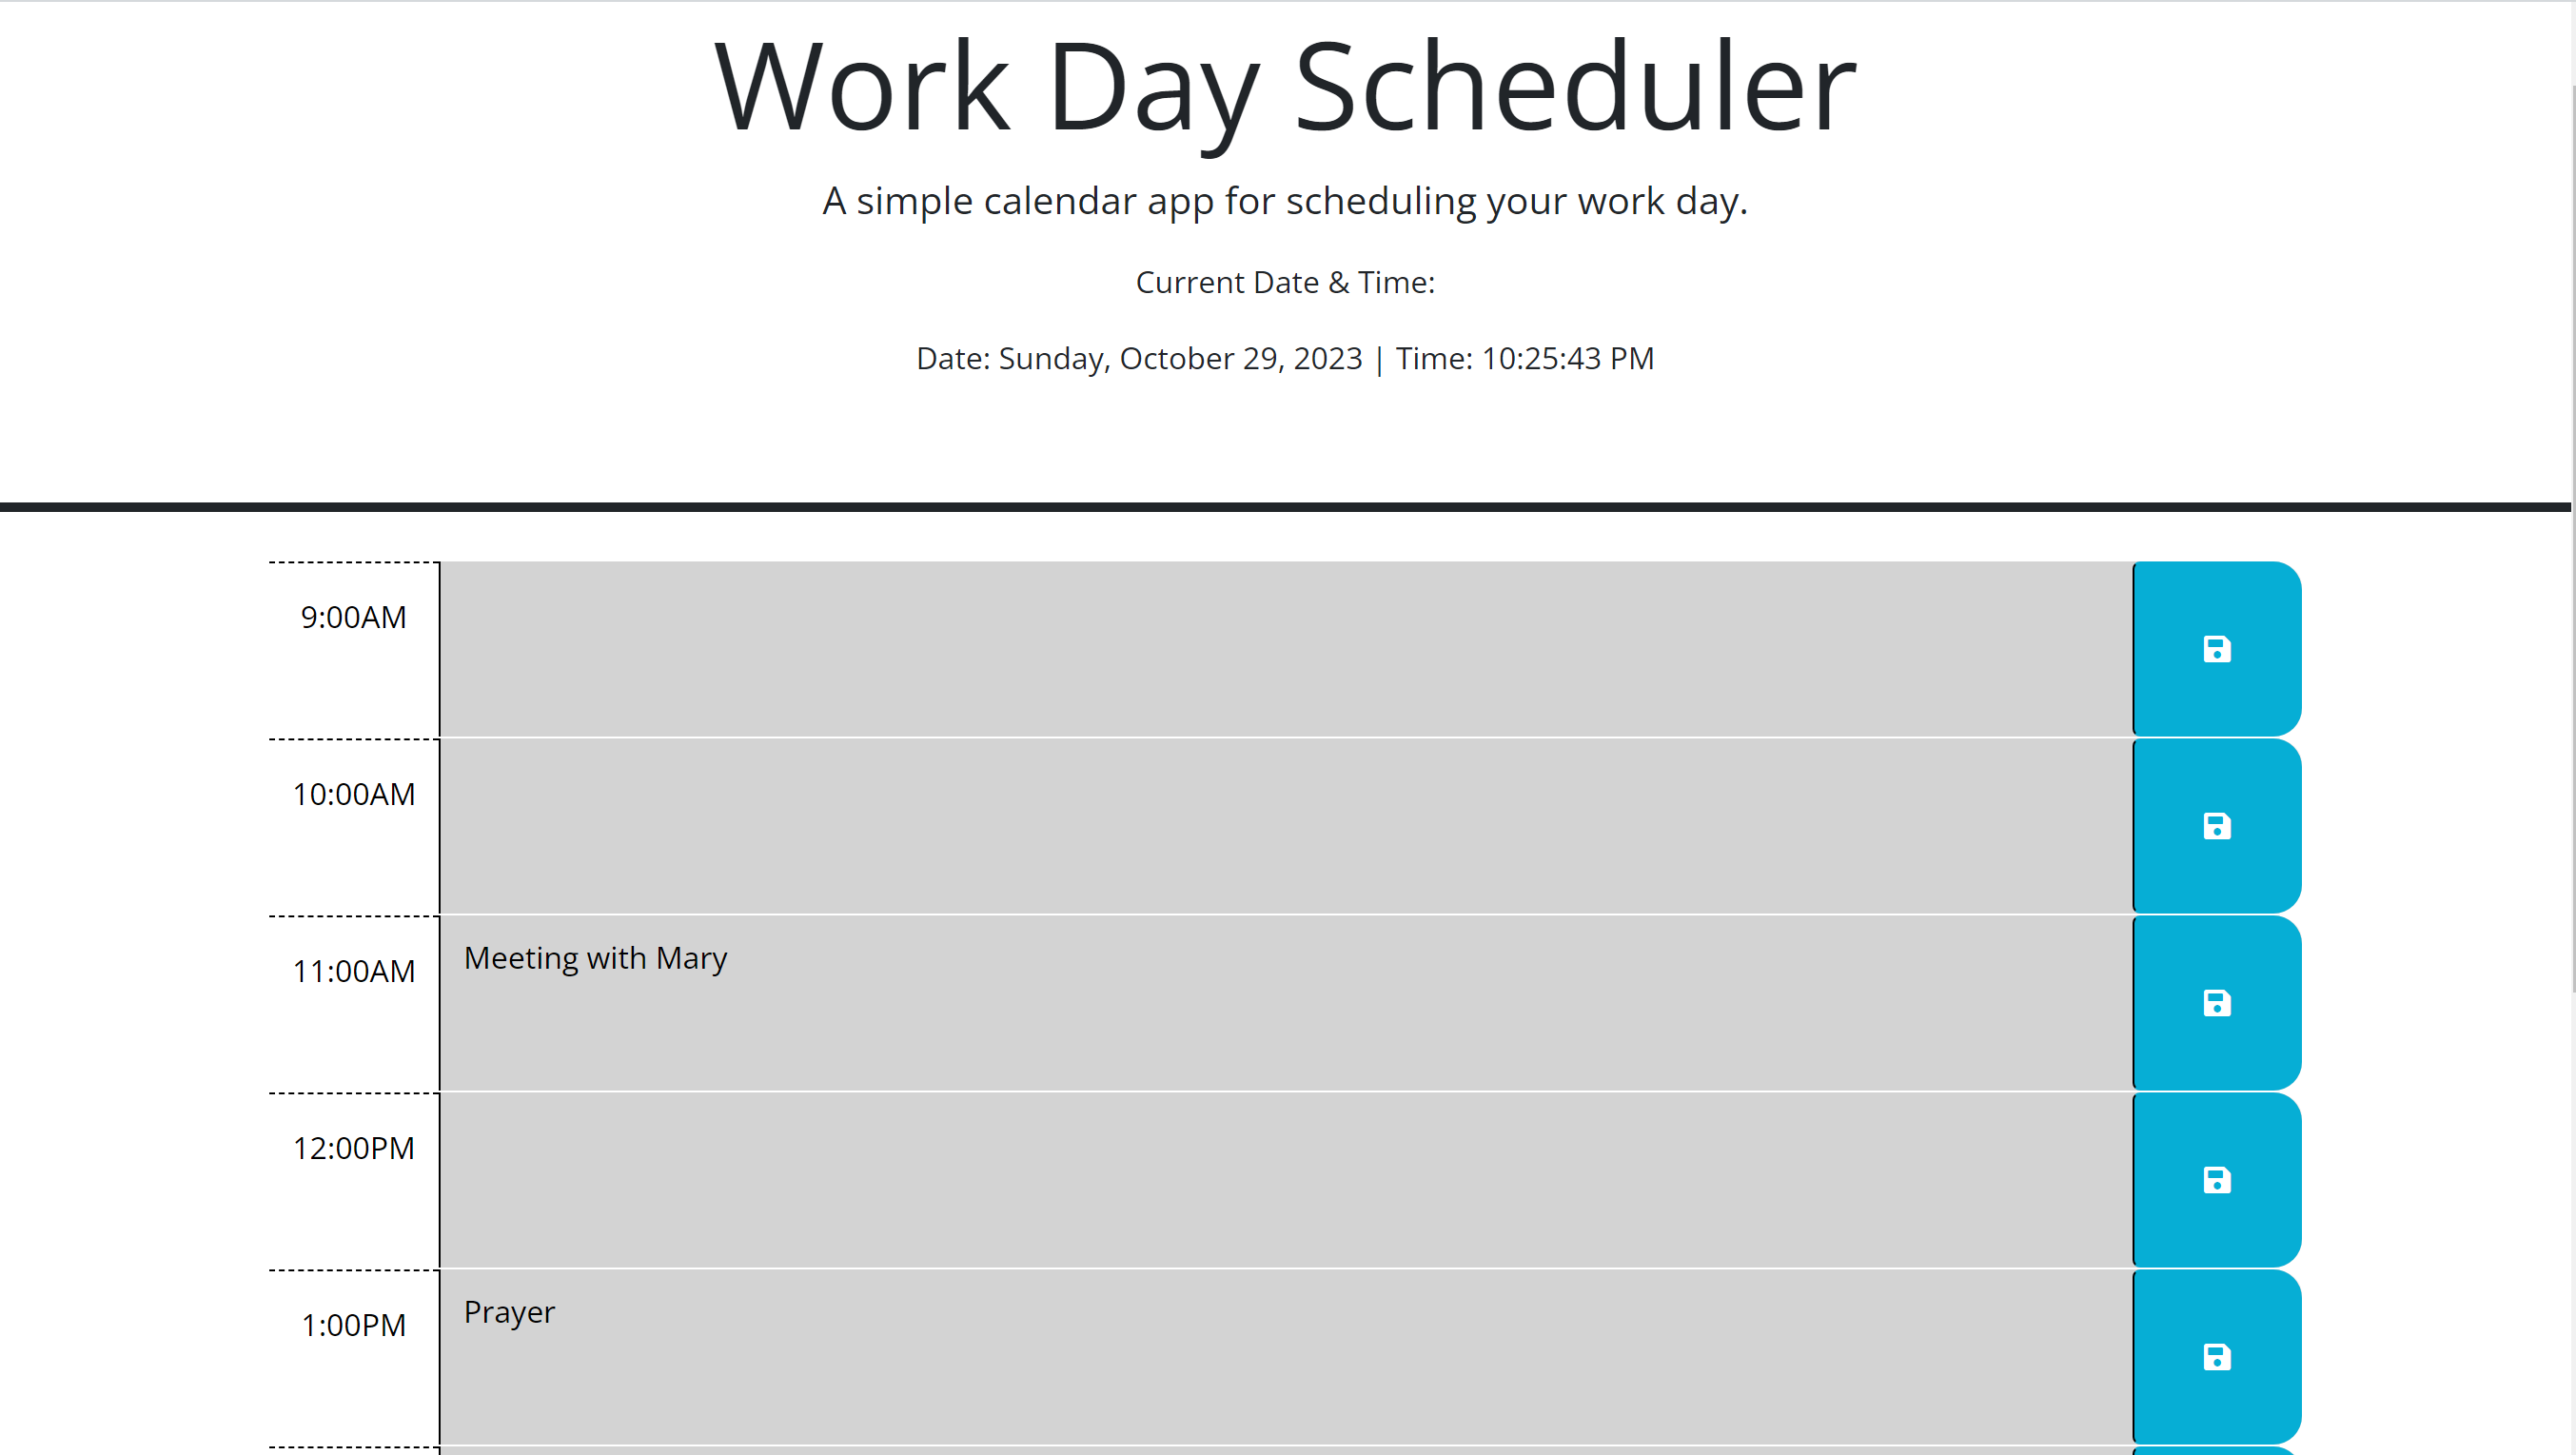 Work Day Scheduler
A simple calendar app for scheduling your work day.
Current Date & Time:
Date: Sunday, October 29, 2023 | Time: 10:25:43 PM
9:00AM
10:00AM
11:00AM
Meeting with Mary
12:00PM
1:00PM
Prayer